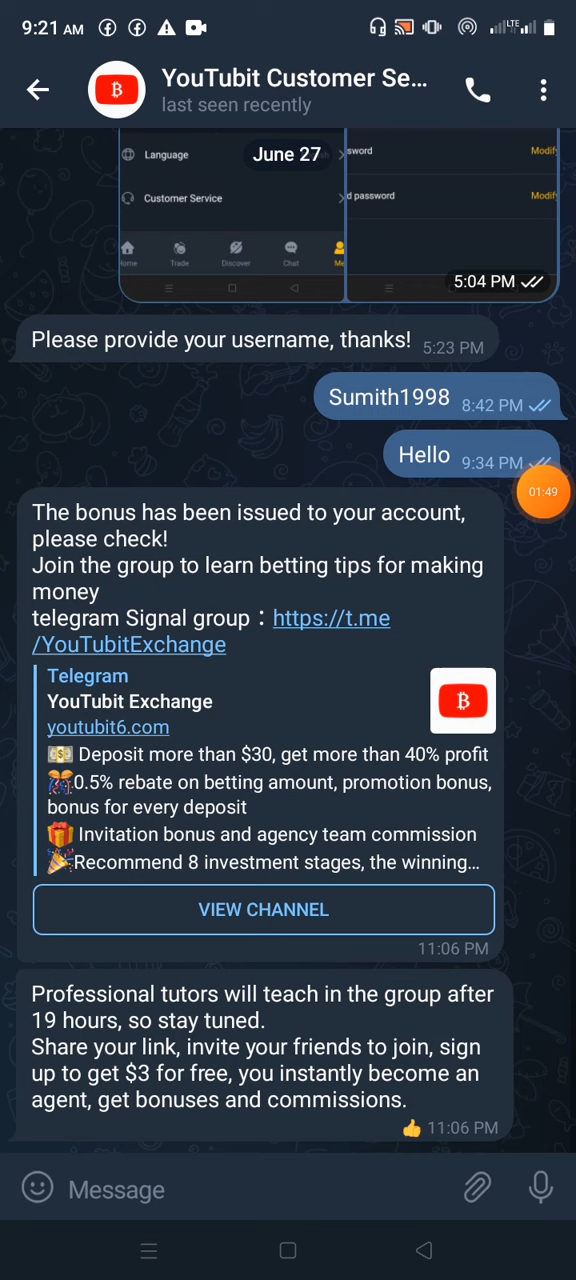 9:21 AM
LTE
YouTubit Customer Se...
last seen recently
Language
June 27
sword
Modif
Customer Service
d password
Modif
Trade
Discover
Chat
Me
5:04 PM
Please provide your username, thanks! 5:23 PM
Sumith1998 8:42 PM
Hello 9:34 PM
01:49
The bonus has been issued to your account,
please check!
Join the group to learn betting tips for making
money
telegram Signal group：https://t.me
/YouTubitExchange
Telegram
YouTubit Exchange
youtubit6.com
💵 Deposit more than $30, get more than 40% profit
🎊0.5% rebate on betting amount, promotion bonus,
bonus for every deposit
🎁Invitation bonus and agency team commission
🎉Recommend 8 investment stages, the winning...
VIEW CHANNEL
11:06 PM
Professional tutors will teach in the group after
19 hours, so stay tuned.
Share your link, invite your friends to join, sign
up to get $3 for free, you instantly become an
agent, get bonuses and commissions.
👍 11:06 PM
Message